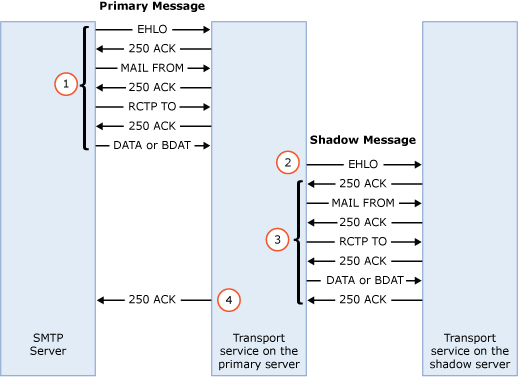 Primary Message
EHLO
250 ACK
MAIL FROM
1
250 ACK
RCTP TO
250 ACK
DATA or BDAT
Shadow Message
2
EHLO
250 ACK
MAIL FROM
250 ACK
3
RCTP TO
250 ACK
DATA or BDAT
250 ACK
250 ACK
4
SMTP
Server
Transport
service on the
primary server
Transport
service on the
shadow server